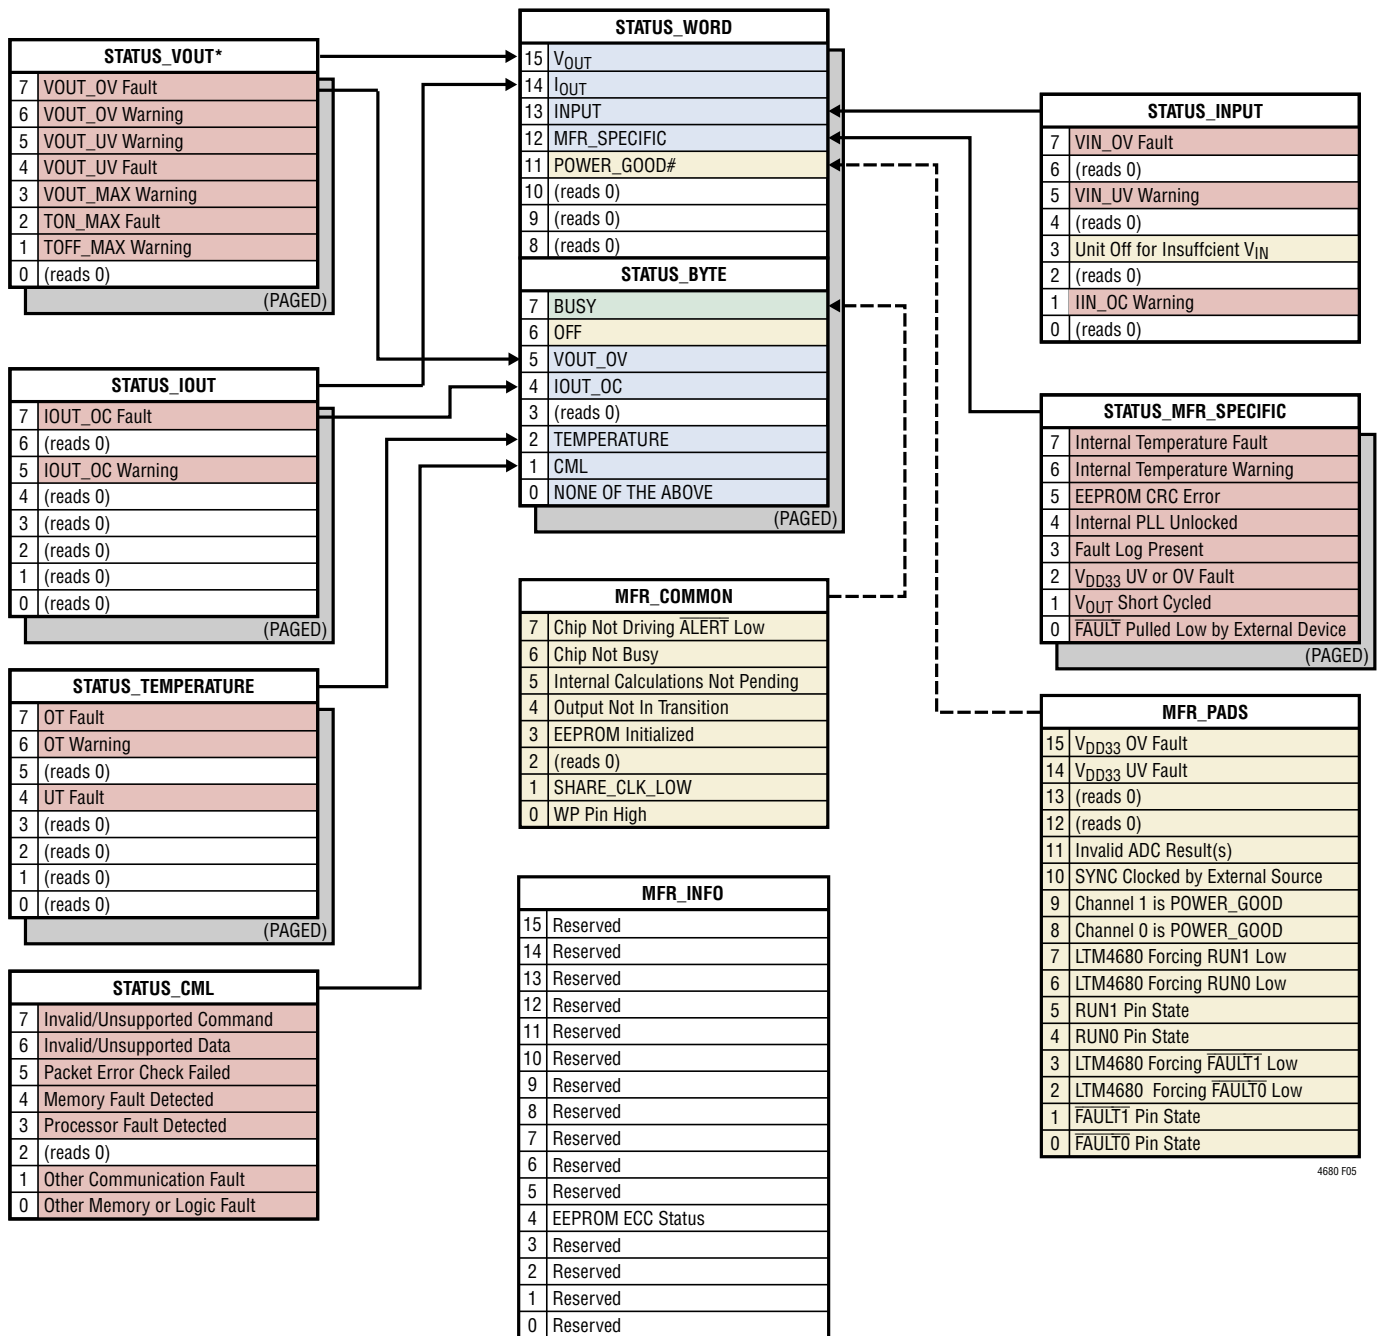 STATUS_VOUT*
7 VOUT_OV Fault
6 VOUT_OV Warning
5 VOUT_UV Warning
4 VOUT_UV Fault
3 VOUT_MAX Warning
2 TON_MAX Fault
1 TOFF_MAX Warning
0 (reads 0)
(PAGED)
STATUS_IOUT
7 IOUT_OC Fault
6 (reads 0)
5 IOUT_OC Warning
4 (reads 0)
3 (reads 0)
2 (reads 0)
1 (reads 0)
0 (reads 0)
(PAGED)
STATUS_TEMPERATURE
7 OT Fault
6 OT Warning
5 (reads 0)
4 UT Fault
3 (reads 0)
2 (reads 0)
1 (reads 0)
0 (reads 0)
(PAGED)
STATUS_CML
7 Invalid/Unsupported Command
6 Invalid/Unsupported Data
5 Packet Error Check Failed
4 Memory Fault Detected
3 Processor Fault Detected
2 (reads 0)
1 Other Communication Fault
0 Other Memory or Logic Fault
STATUS_WORD
15 VOUT
14 IOUT
13 INPUT
12 MFR_SPECIFIC
11 POWER_GOOD#
10 (reads 0)
9 (reads 0)
8 (reads 0)
STATUS_BYTE
7 BUSY
6 OFF
5 VOUT_OV
4 IOUT_OC
3 (reads 0)
2 TEMPERATURE
1 CML
0 NONE OF THE ABOVE
(PAGED)
MFR_COMMON
7 Chip Not Driving ALERT Low
6 Chip Not Busy
5 Internal Calculations Not Pending
4 Output Not In Transition
3 EEPROM Initialized
2 (reads 0)
1 SHARE_CLK_LOW
0 WP Pin High
MFR_INFO
15 Reserved
14 Reserved
13 Reserved
12 Reserved
11 Reserved
10 Reserved
9 Reserved
8 Reserved
7 Reserved
6 Reserved
5 Reserved
4 EEPROM ECC Status
3 Reserved
2 Reserved
1 Reserved
0 Reserved
STATUS_INPUT
7 VIN_OV Fault
6 (reads 0)
5 VIN_UV Warning
4 (reads 0)
3 Unit Off for Insuffcient VIN
2 (reads 0)
1 IIN_OC Warning
0 (reads 0)
STATUS_MFR_SPECIFIC
7 Internal Temperature Fault
6 Internal Temperature Warning
5 EEPROM CRC Error
4 Internal PLL Unlocked
3 Fault Log Present
2 VDD33 UV or OV Fault
1 VOUT Short Cycled
0 FAULT Pulled Low by External Device
(PAGED)
MFR_PADS
15 VDD33 OV Fault
14 VDD33 UV Fault
13 (reads 0)
12 (reads 0)
11 Invalid ADC Result(s)
10 SYNC Clocked by External Source
9 Channel 1 is POWER_GOOD
8 Channel 0 is POWER_GOOD
7 LTM4680 Forcing RUN1 Low
6 LTM4680 Forcing RUN0 Low
5 RUN1 Pin State
4 RUN0 Pin State
3 LTM4680 Forcing FAULT1 Low
2 LTM4680 Forcing FAULT0 Low
1 FAULT1 Pin State
0 FAULT0 Pin State
4680 F05